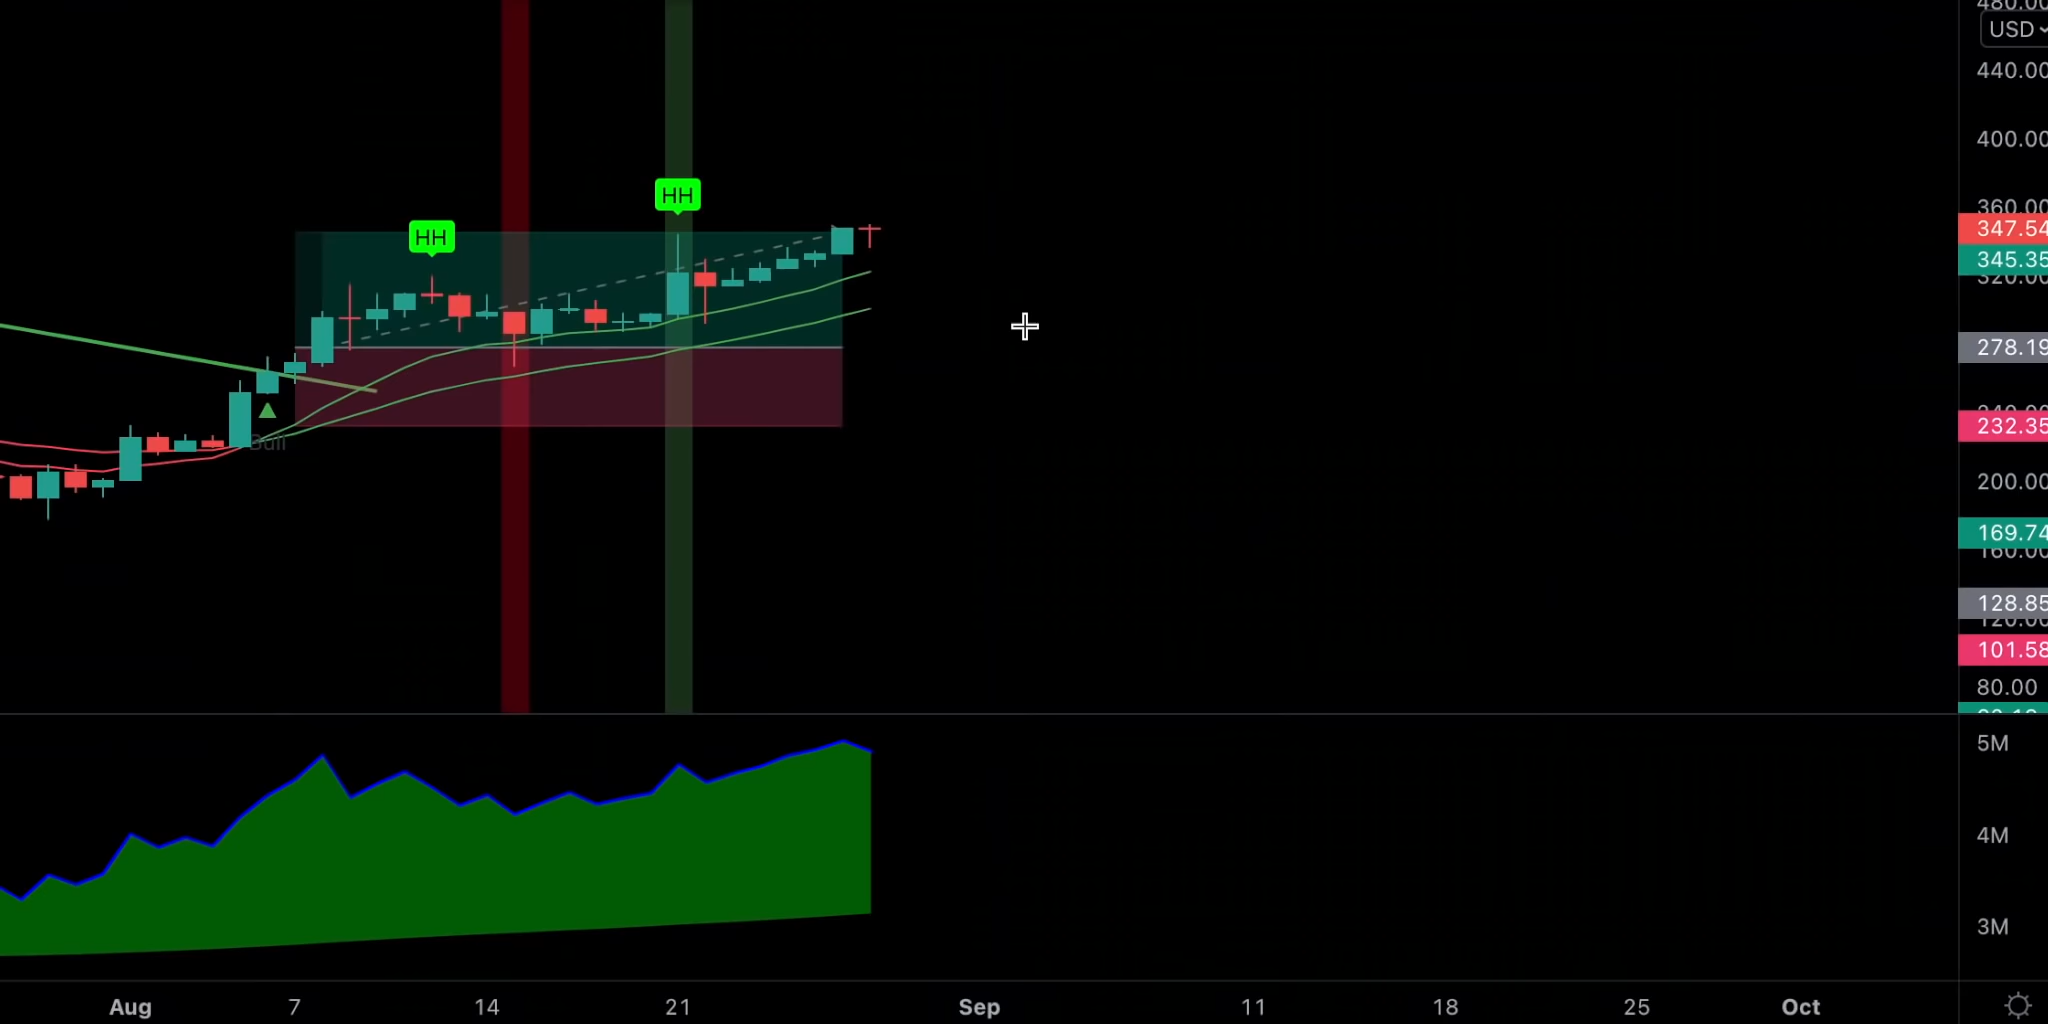 USD
440.00
400.00
360.00
347.54
345.35
320.00
278.19
240.00
232.35
200.00
169.74
160.00
128.85
120.00
101.58
80.00
HH
HH
Bull
5M
4M
3M
Aug 7 14 21 Sep 11 18 25 Oct